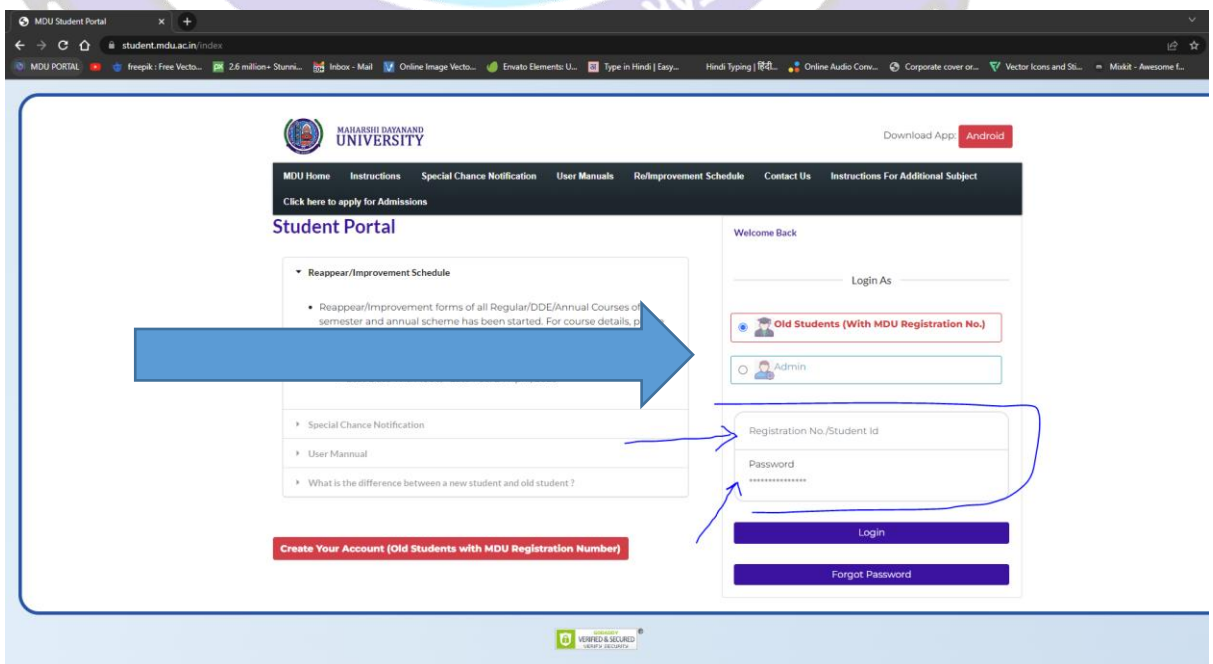 MDU Student Portal
student.mdu.ac.in/index
MDU PORTAL
freepik : Free Vecto...
2.6 million+ Stunni...
Inbox - Mail
Online Image Vecto...
Envato Elements: U...
Type in Hindi | Easy...
Hindi Typing | हिंदी...
Online Audio Conv...
Corporate cover or...
Vector Icons and Sti...
Mixkit - Awesome f...
MAHARSHI DAYANAND
UNIVERSITY
Download App: Android
MDU Home Instructions Special Chance Notification User Manuals Re/Improvement Schedule Contact Us Instructions For Additional Subject
Click here to apply for Admissions
Student Portal
Reappear/Improvement Schedule
• Reappear/Improvement forms of all Regular/DDE/Annual Courses of
semester and annual scheme has been started. For course details,
Special Chance Notification
User Mannual
What is the difference between a new student and old student ?
Create Your Account (Old Students with MDU Registration Number)
Welcome Back
Login As
Old Students (With MDU Registration No.)
Admin
Registration No./Student Id
Password
***************
Login
Forgot Password
VERIFIED & SECURED
VERIFY SECURITY